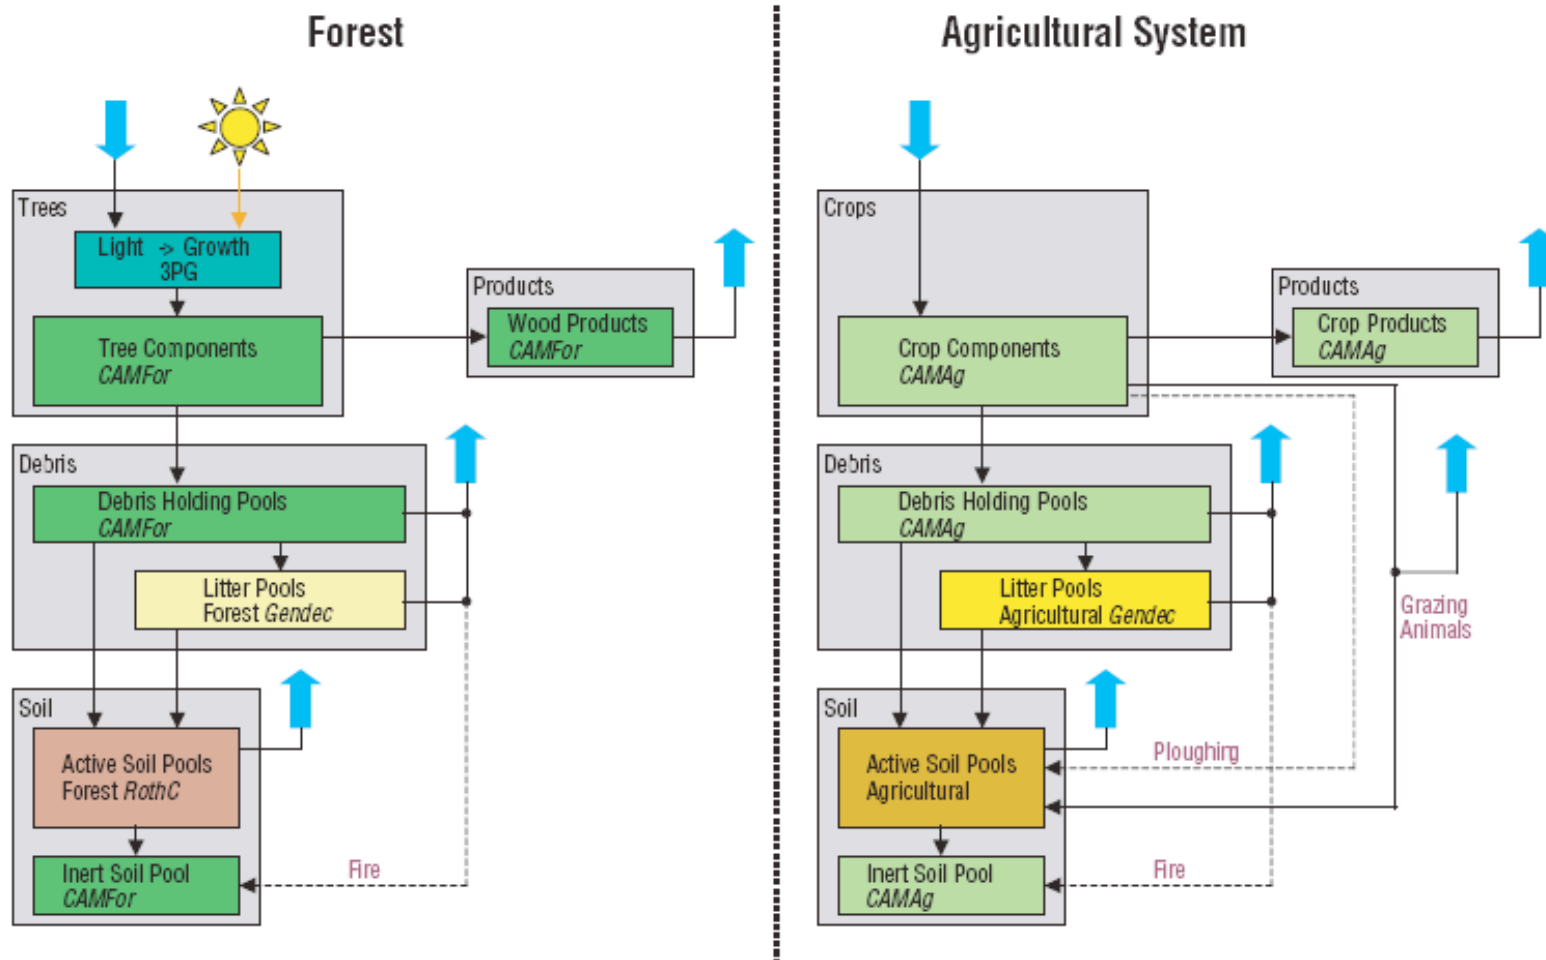 Forest
Trees
Light -> Growth
3PG
Tree Components
CAMFor
Products
Wood Products
CAMFor
Debris
Debris Holding Pools
CAMFor
Litter Pools
Forest Gendec
Soil
Active Soil Pools
Forest RothC
Inert Soil Pool
CAMFor
Fire
Agricultural System
Crops
Crop Components
CAMAg
Products
Crop Products
CAMAg
Debris
Debris Holding Pools
CAMAg
Litter Pools
Agricultural Gendec
Grazing
Animals
Soil
Active Soil Pools
Agricultural
Ploughing
Inert Soil Pool
CAMAg
Fire